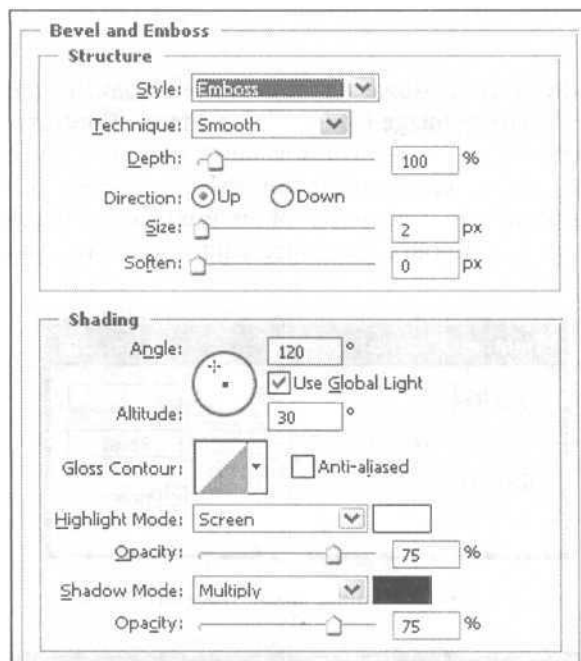 Bevel and Emboss
Structure
Style: Emboss
Technique: Smooth
Depth: 100 %
Direction: Up Down
Size: 2 px
Soften: 0 px
Shading
Angle: 120 °
Use Global Light
Altitude: 30 °
Gloss Contour: Anti-aliased
Highlight Mode: Screen
Opacity: 75 %
Shadow Mode: Multiply
Opacity: 75 %